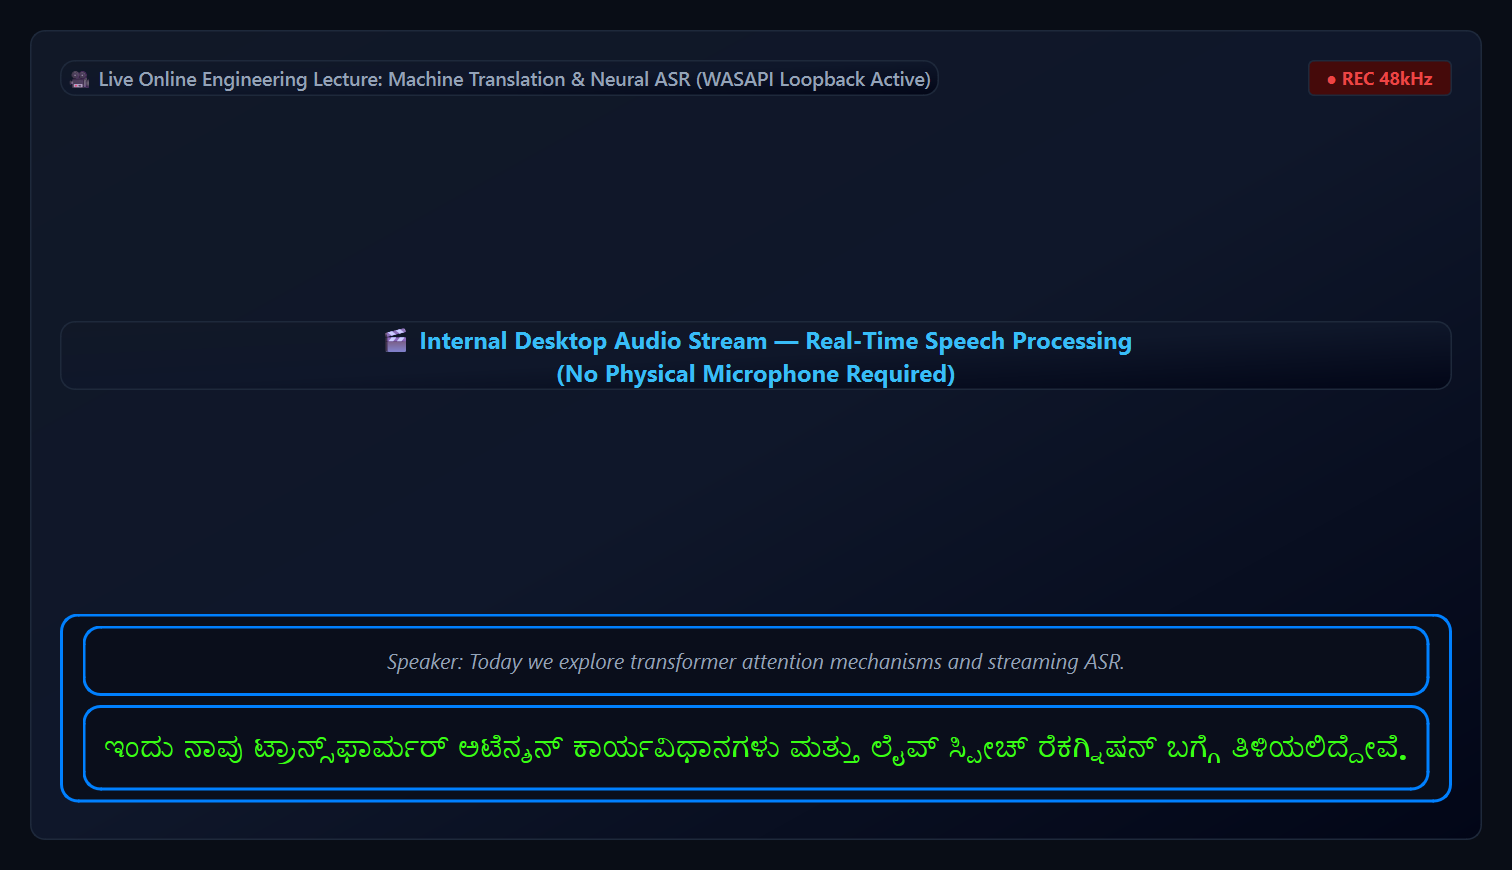 🎥 Live Online Engineering Lecture: Machine Translation & Neural ASR (WASAPI Loopback Active)
● REC 48kHz
🎬 Internal Desktop Audio Stream — Real-Time Speech Processing
(No Physical Microphone Required)
Speaker: Today we explore transformer attention mechanisms and streaming ASR.
ಇಂದು ನಾವು ಟ್ರಾನ್ಸ್‌ಫಾರ್ಮರ್ ಅಟೆನ್ಶನ್ ಕಾರ್ಯವಿಧಾನಗಳು ಮತ್ತು ಲೈವ್ ಸ್ಪೀಚ್ ರೆಕಗ್ನಿಷನ್ ಬಗ್ಗೆ ತಿಳಿಯಲಿದ್ದೇವೆ.